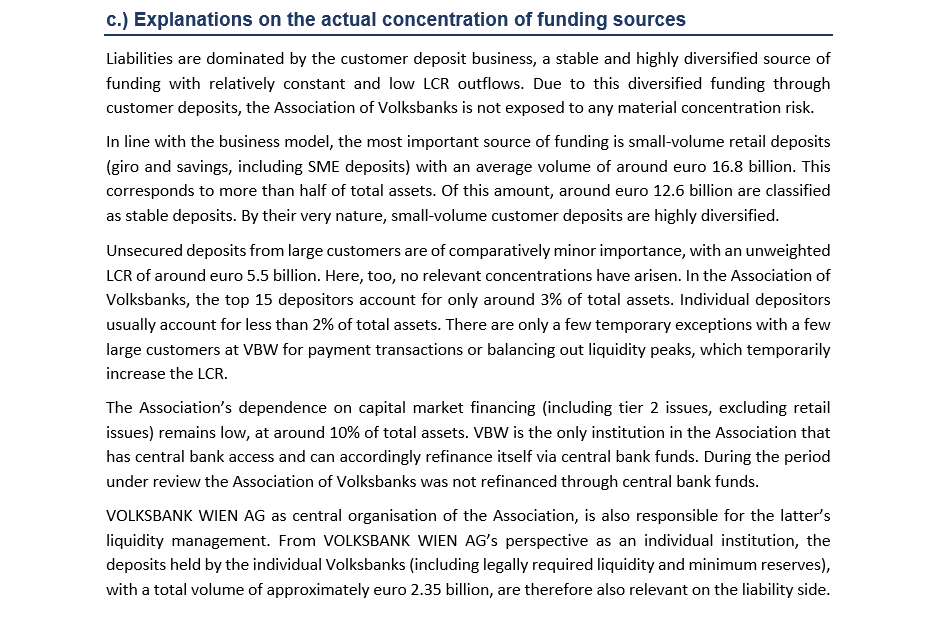 c.) Explanations on the actual concentration of funding sources
Liabilities are dominated by the customer deposit business, a stable and highly diversified source of
funding with relatively constant and low LCR outflows. Due to this diversified funding through
customer deposits, the Association of Volksbanks is not exposed to any material concentration risk.
In line with the business model, the most important source of funding is small-volume retail deposits
(giro and savings, including SME deposits) with an average volume of around euro 16.8 billion. This
corresponds to more than half of total assets. Of this amount, around euro 12.6 billion are classified
as stable deposits. By their very nature, small-volume customer deposits are highly diversified.
Unsecured deposits from large customers are of comparatively minor importance, with an unweighted
LCR of around euro 5.5 billion. Here, too, no relevant concentrations have arisen. In the Association of
Volksbanks, the top 15 depositors account for only around 3% of total assets. Individual depositors
usually account for less than 2% of total assets. There are only a few temporary exceptions with a few
large customers at VBW for payment transactions or balancing out liquidity peaks, which temporarily
increase the LCR.
The Association’s dependence on capital market financing (including tier 2 issues, excluding retail
issues) remains low, at around 10% of total assets. VBW is the only institution in the Association that
has central bank access and can accordingly refinance itself via central bank funds. During the period
under review the Association of Volksbanks was not refinanced through central bank funds.
VOLKSBANK WIEN AG as central organisation of the Association, is also responsible for the latter’s
liquidity management. From VOLKSBANK WIEN AG’s perspective as an individual institution, the
deposits held by the individual Volksbanks (including legally required liquidity and minimum reserves),
with a total volume of approximately euro 2.35 billion, are therefore also relevant on the liability side.